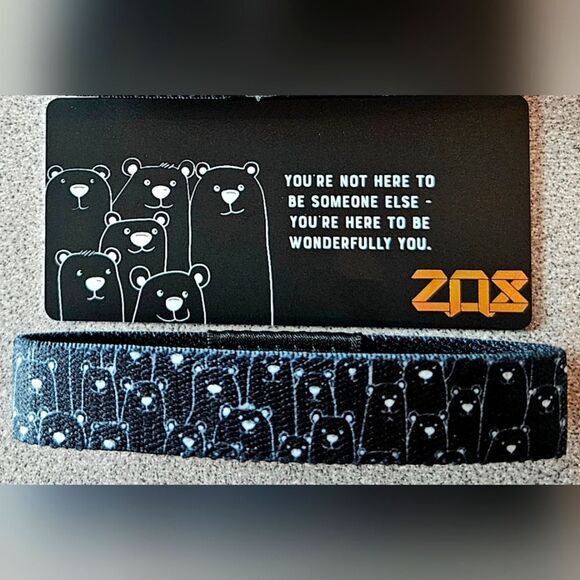 YOU'RE NOT HERE TO
BE SOMEONE ELSE -
YOU'RE HERE TO BE
WONDERFULLY YOU.
ZOX